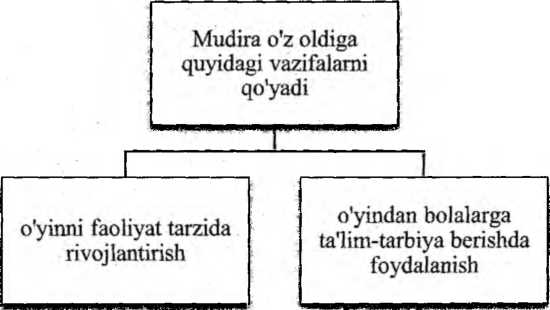 Mudira o'z oldiga
quyidagi vazifalarni
qo'yadi
o'yinni faoliyat tarzida
rivojlantirish
o'yindan bolalarga
ta'lim-tarbiya berishda
foydalanish